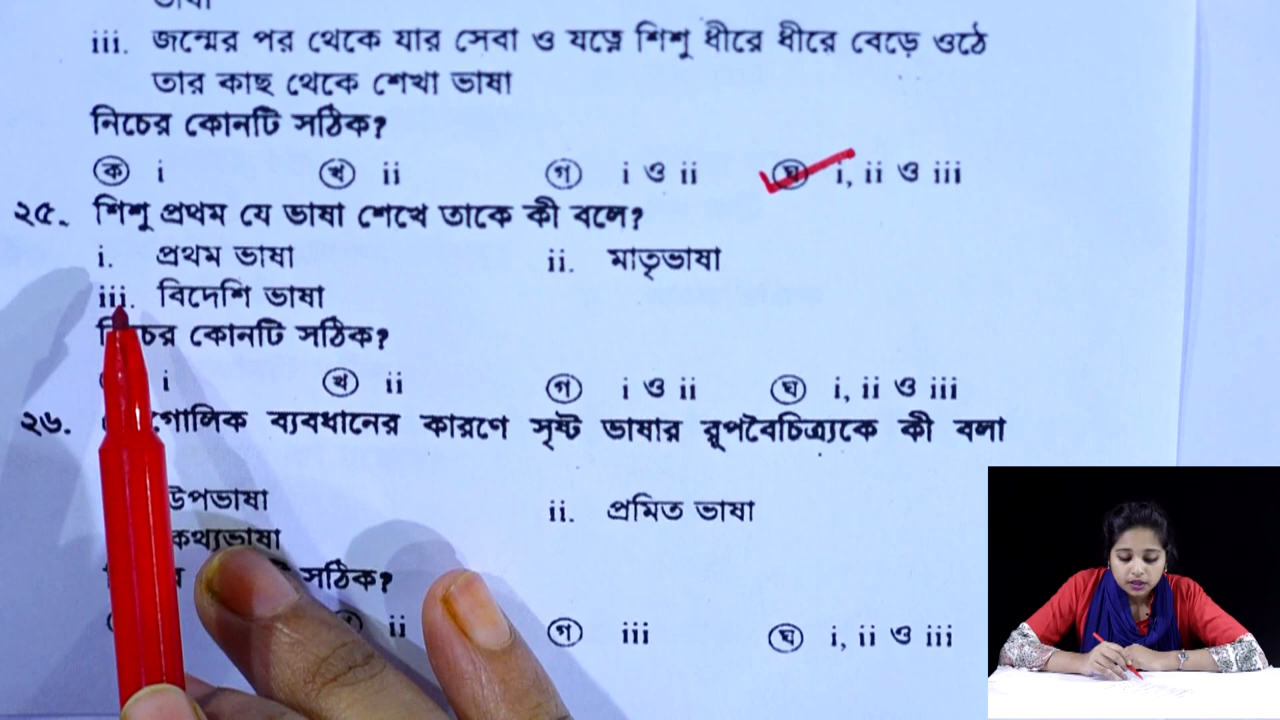 ভাষা
iii. জন্মের পর থেকে যার সেবা ও যত্নে শিশু ধীরে ধীরে বেড়ে ওঠে
তার কাছ থেকে শেখা ভাষা
নিচের কোনটি সঠিক?
ক i খ ii গ i ও ii ঘ i, ii ও iii
২৫. শিশু প্রথম যে ভাষা শেখে তাকে কী বলে?
i. প্রথম ভাষা ii. মাতৃভাষা
iii. বিদেশি ভাষা
কোনটি সঠিক?
i খ ii গ i ও ii ঘ i, ii ও iii
২৬. ব্যবধানের কারণে সৃষ্ট ভাষার রূপবৈচিত্র্যকে কী বলা
উপভাষা ii. প্রমিত ভাষা
কথ্যভাষা
সঠিক?
ii গ iii ঘ i, ii ও iii